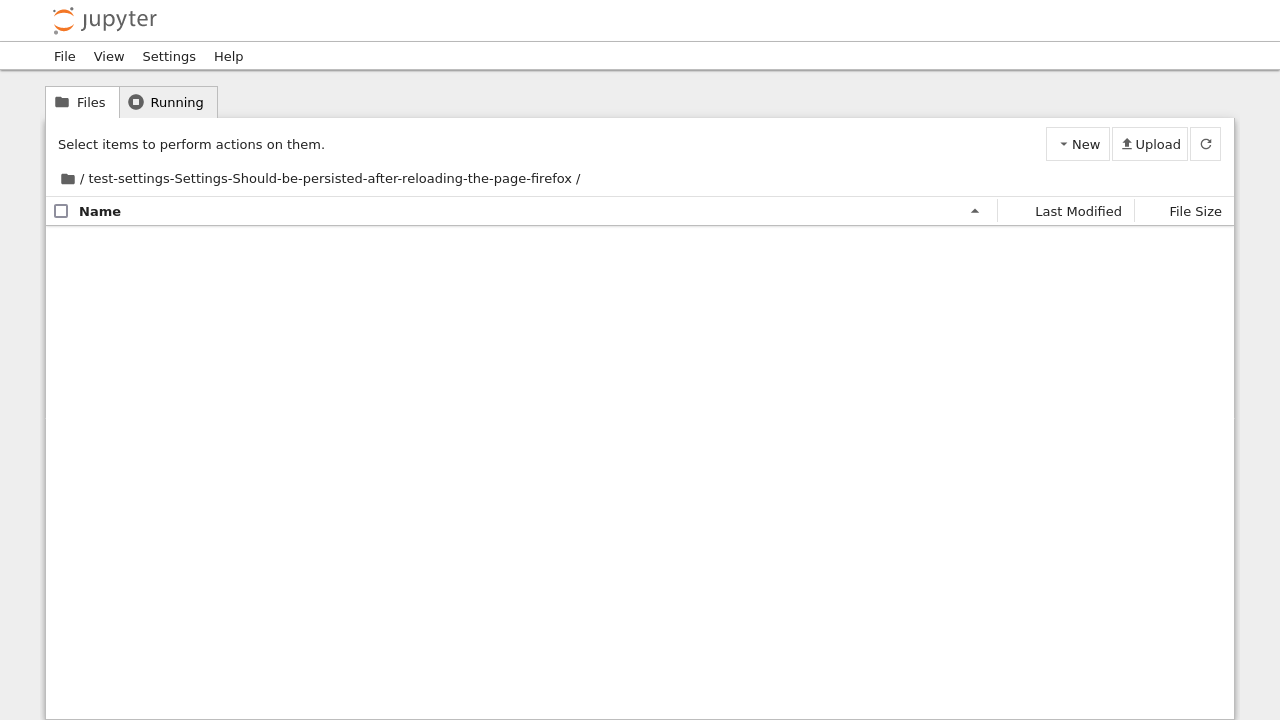 jupyter
File View Settings Help
Files Running
Select items to perform actions on them. New Upload
/ test-settings-Settings-Should-be-persisted-after-reloading-the-page-firefox /
Name Last Modified File Size